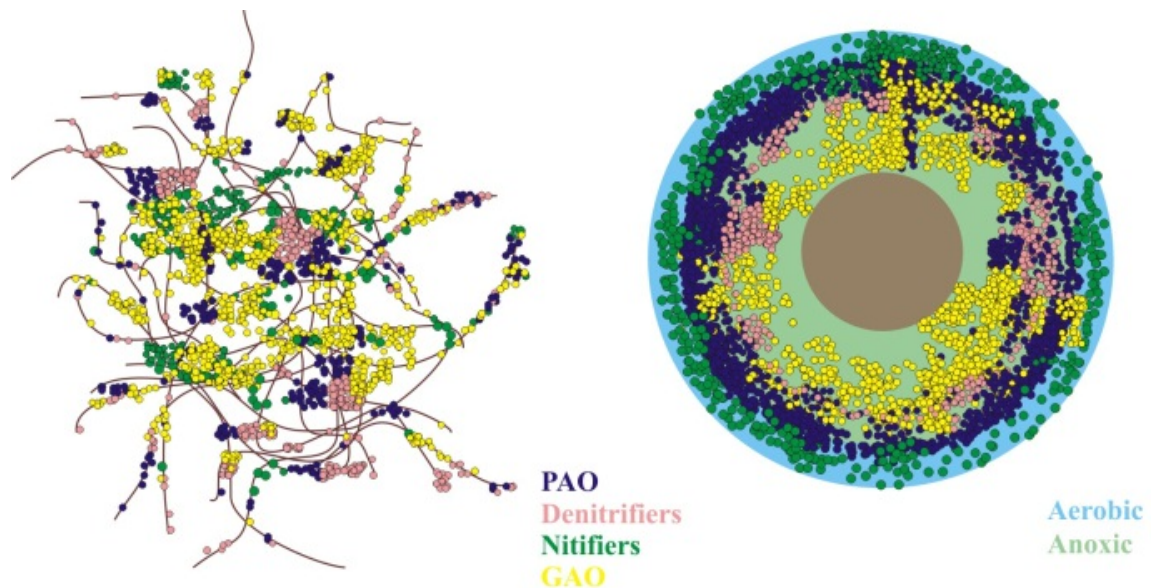 PAO
Denitrifiers
Nitifiers
GAO
Aerobic
Anoxic